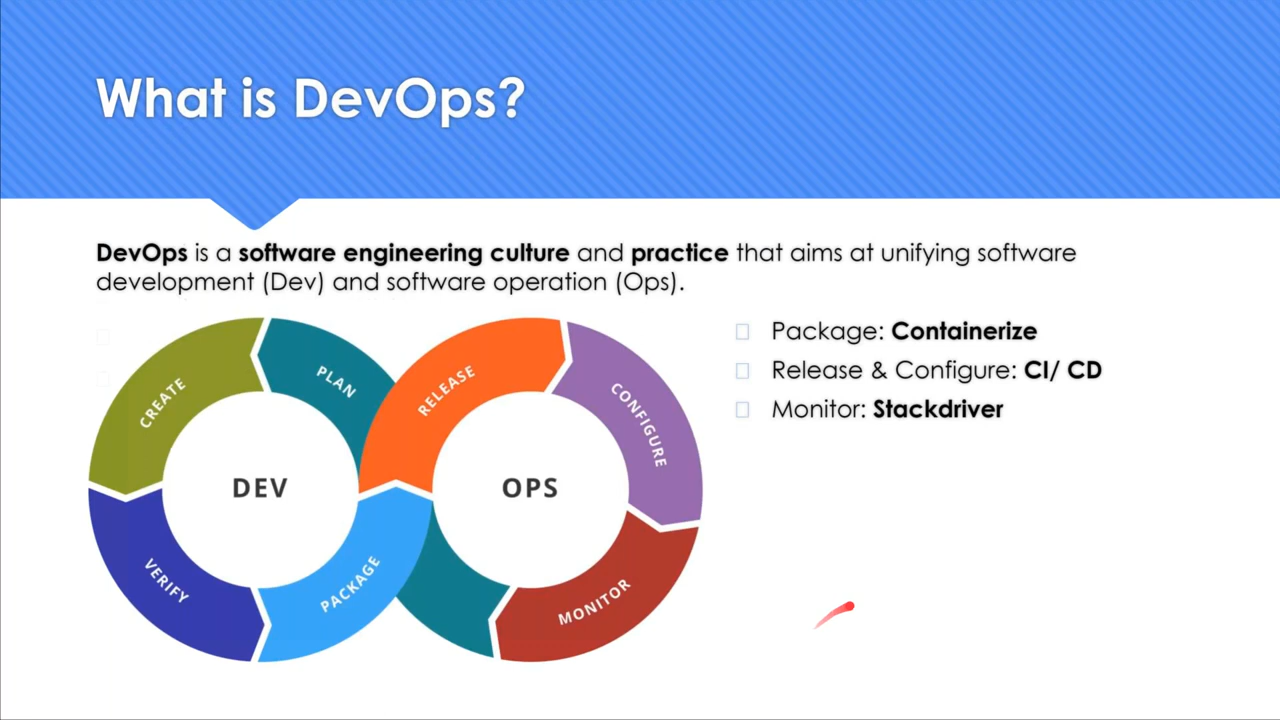 What is DevOps?
DevOps is a software engineering culture and practice that aims at unifying software
development (Dev) and software operation (Ops).
Package: Containerize
Release & Configure: CI/ CD
Monitor: Stackdriver
CREATE
PLAN
RELEASE
CONFIGURE
DEV
OPS
VERIFY
PACKAGE
MONITOR